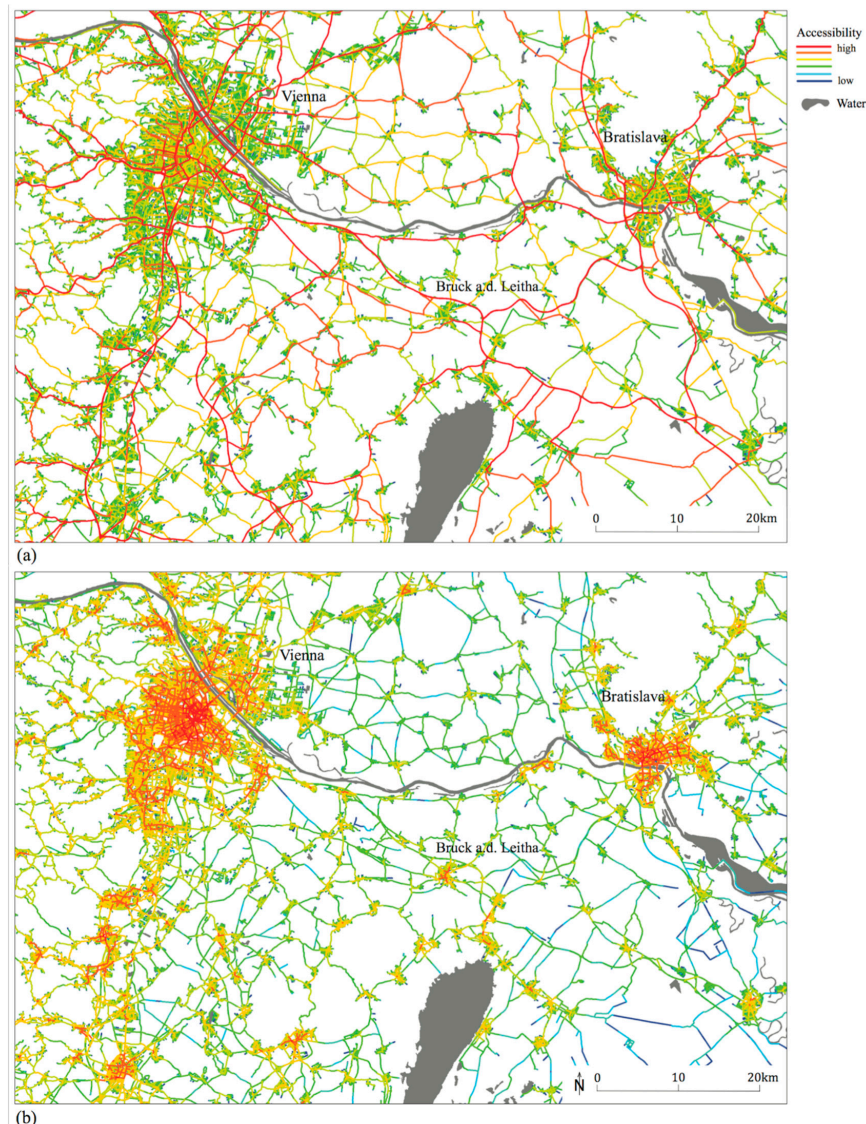 Accessibility
high
low
Water
Vienna
Bratislava
Bruck a.d. Leitha
0 10 20km
(a)
Vienna
Bratislava
Bruck a.d. Leitha
N 0 10 20km
(b)